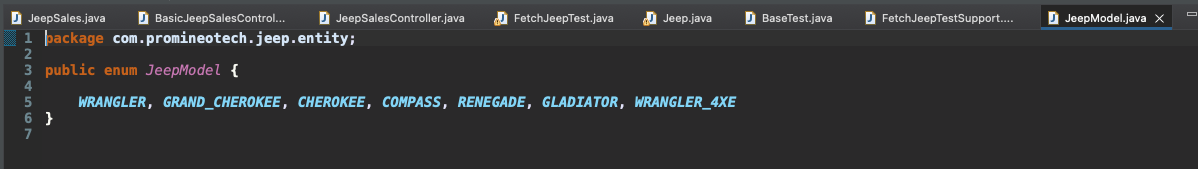 JeepSales.java BasicJeepSalesControl... JeepSalesController.java FetchJeepTest.java Jeep.java BaseTest.java FetchJeepTestSupport.... JeepModel.java
1 package com.promineotech.jeep.entity;
2
3 public enum JeepModel {
4
5 WRANGLER, GRAND_CHEROKEE, CHEROKEE, COMPASS, RENEGADE, GLADIATOR, WRANGLER_4XE
6 }
7